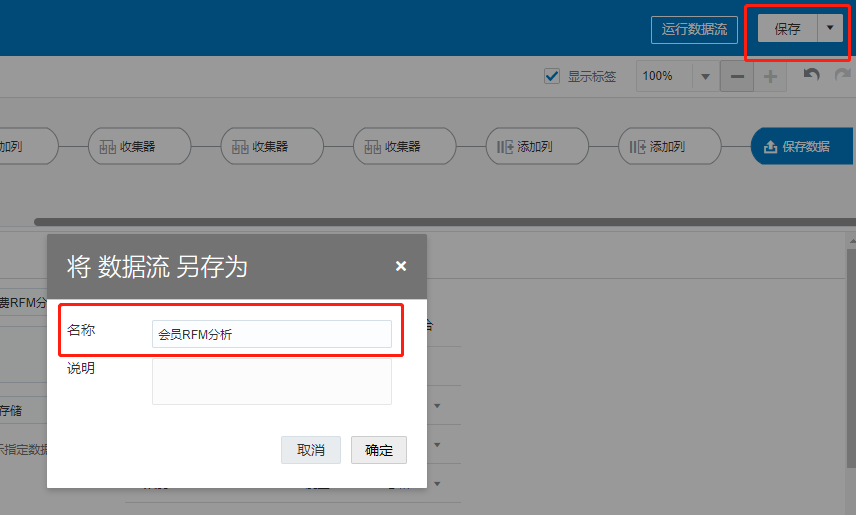 运行数据流 保存
显示标签 100%
加列 收集器 收集器 收集器 添加列 添加列 保存数据
将 数据流 另存为
费RFM分
名称 会员RFM分析
合
说明
存储
示指定数据
取消 确定